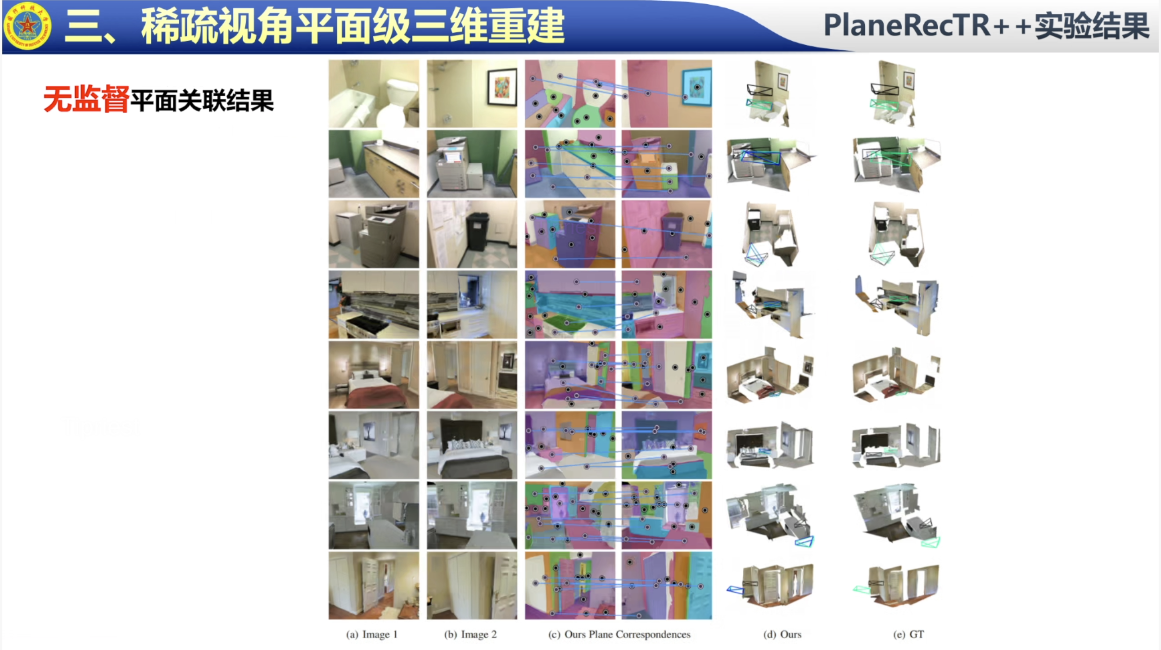 三、稀疏视角平面级三维重建
PlaneRecTR++实验结果
无监督平面关联结果
(a) Image 1
(b) Image 2
(c) Ours Plane Correspondences
(d) Ours
(e) GT